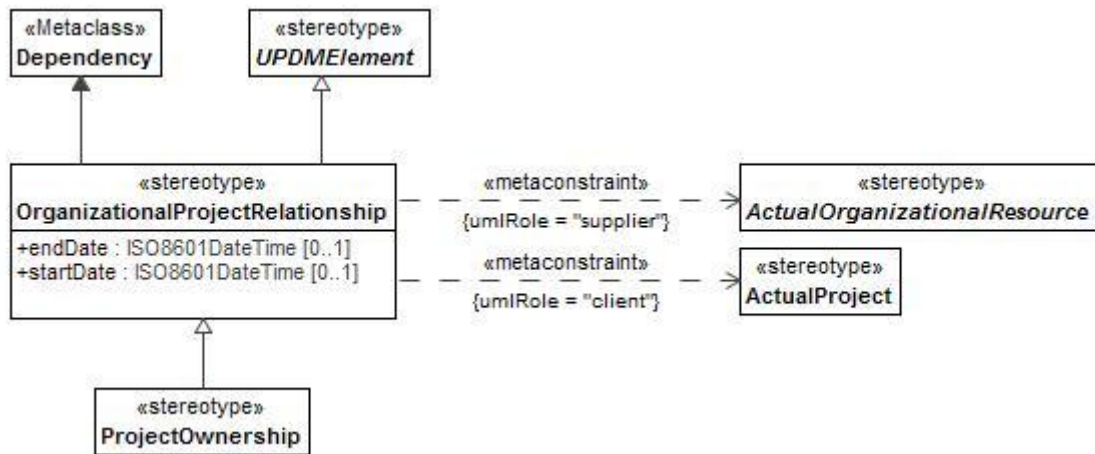 «Metaclass»
Dependency
«stereotype»
UPDMElement
«stereotype»
OrganizationalProjectRelationship
+endDate : ISO8601DateTime [0..1]
+startDate : ISO8601DateTime [0..1]
«metaconstraint»
{umlRole = "supplier"}
«stereotype»
ActualOrganizationalResource
«metaconstraint»
{umlRole = "client"}
«stereotype»
ActualProject
«stereotype»
ProjectOwnership